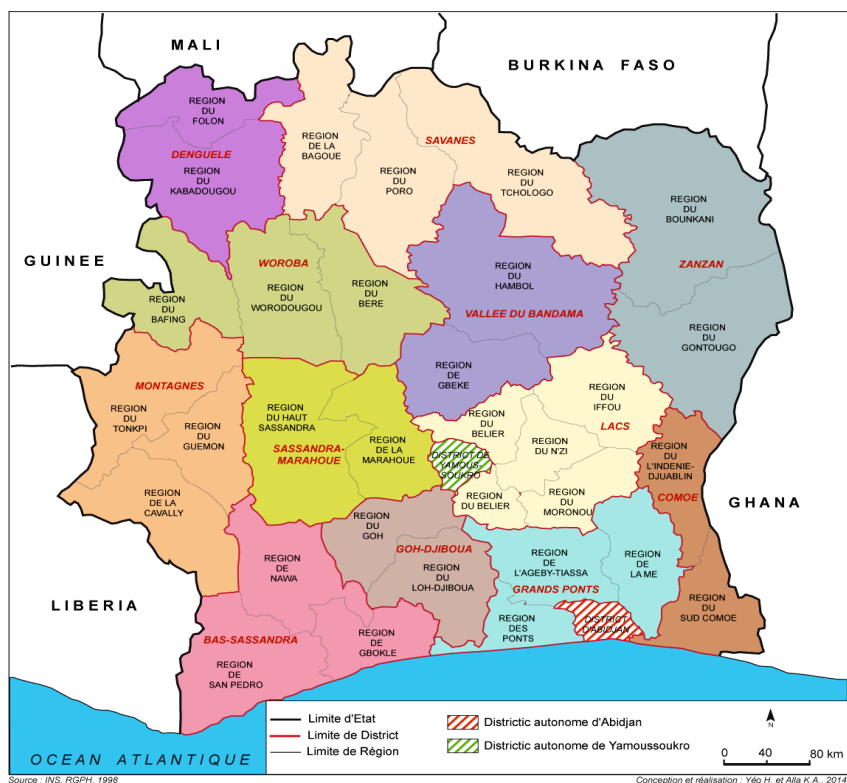 MALI
BURKINA FASO
REGION
DU
FOLON
DENGUELE
REGION
DU
KABADOUGOU
REGION
DE LA
BAGOUE
SAVANES
REGION
DU
PORO
REGION
DU
TCHOLOGO
REGION
DU
BOUNKANI
ZANZAN
REGION
DU
GONTOUGO
GUINEE
WOROBA
REGION
DU
BAFING
REGION
DU
WORODOUGOU
REGION
DU
BERE
REGION
DU
HAMBOL
VALLEE DU BANDAMA
REGION
DE
GBEKE
MONTAGNES
REGION
DU
TONKPI
REGION
DU
GUEMON
REGION
DE LA
CAVALLY
REGION
DU HAUT
SASSANDRA
SASSANDRA-
MARAHOUE
REGION
DE LA
MARAHOUE
REGION
DU
BELIER
DISTRICT DE
YAMOUS-
SOUKRO
REGION
DU BELIER
REGION
DU N'ZI
REGION
DU
IFFOU
LACS
REGION
DU
MORONOU
REGION
DU
L'INDENIE-
DJUABLIN
COMOE
GHANA
REGION
DU
SUD COMOE
LIBERIA
REGION
DE
NAWA
REGION
DU
GOH
GOH-DJIBOUA
REGION
DU
LOH-DJIBOUA
REGION
DE
L'AGEBY-TIASSA
GRANDS PONTS
REGION
DE
LA ME
REGION
DES
PONTS
DISTRICT
D'ABIDJAN
BAS-SASSANDRA
REGION
DE
SAN PEDRO
REGION
DE
GBOKLE
OCEAN ATLANTIQUE
Limite d'Etat
Limite de District
Limite de Région
Districtic autonome d'Abidjan
Districtic autonome de Yamoussoukro
N
0 40 80 km
Source : INS, RGPH, 1998
Conception et réalisation : Yéo H. et Alla K.A., 2014